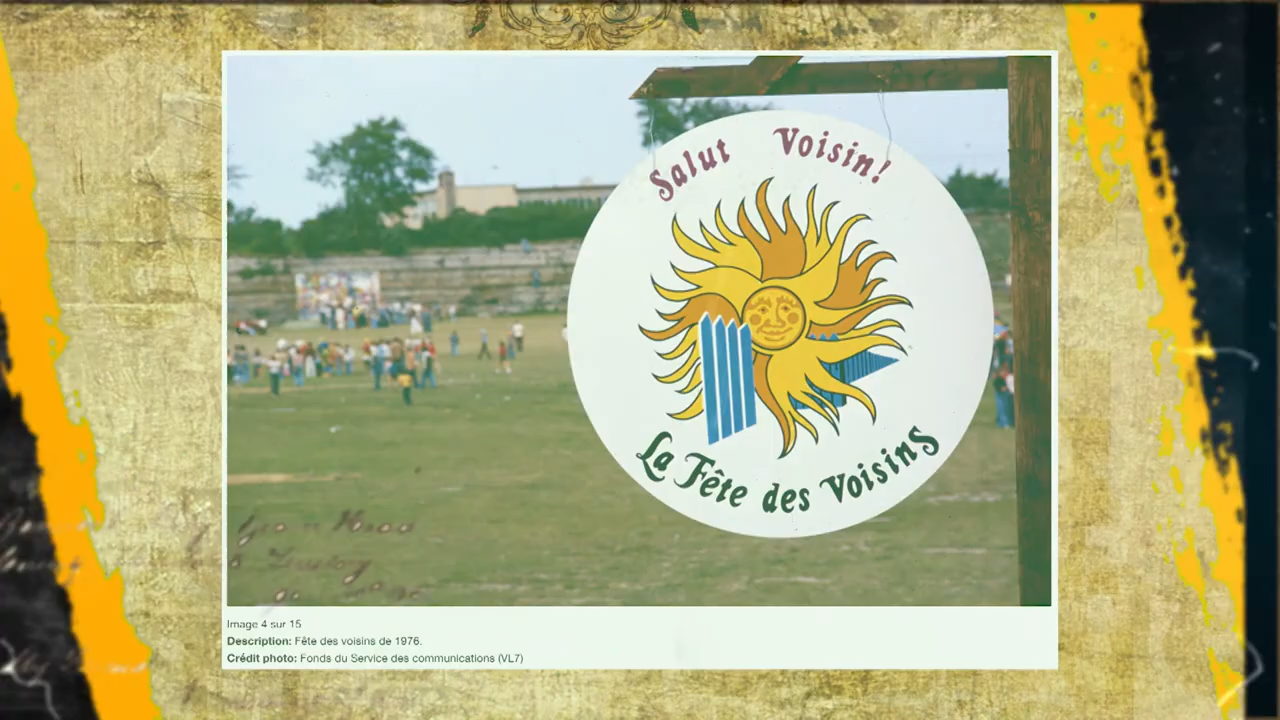 Salut Voisin!
La Fête des Voisins
Image 4 sur 15
Description: Fête des voisins de 1976.
Crédit photo: Fonds du Service des communications (VL7)